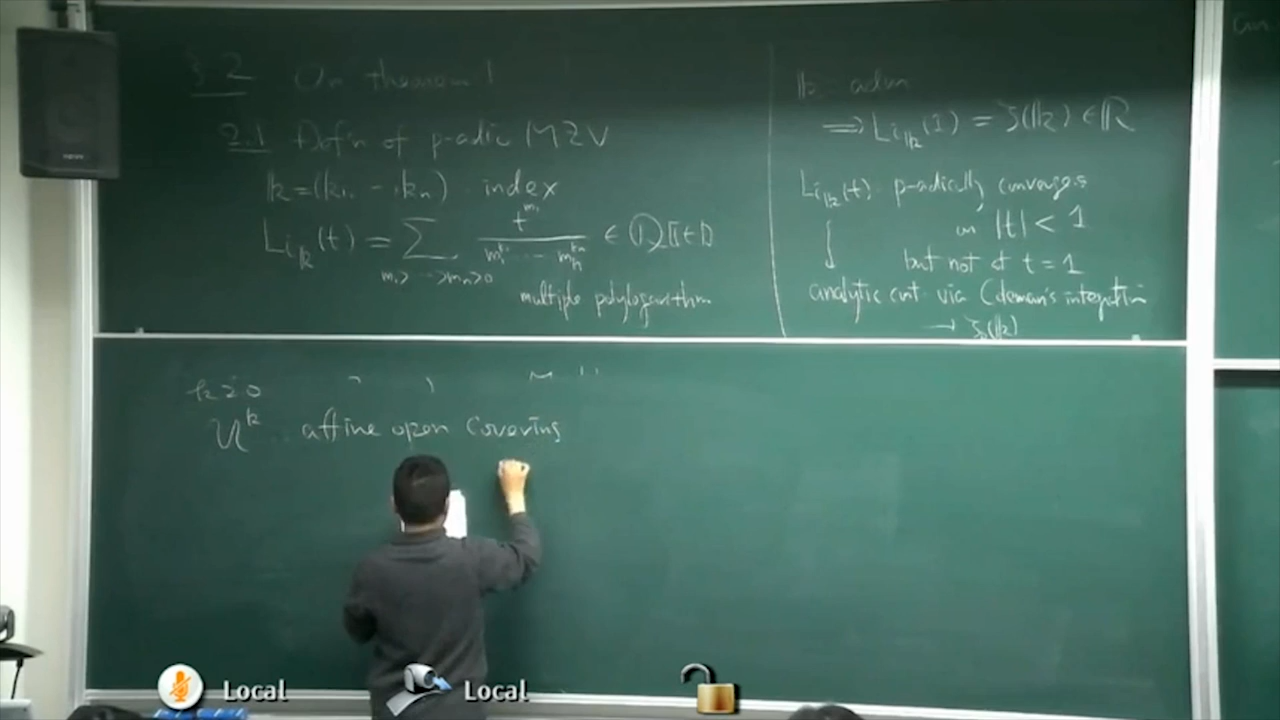 §2 On theorem 1
2.1 Def'n of p-adic MZV
𝕜 = (k1, ‐ , kn) . index
Li𝕜(t) = Σ m1>‐‐‐>mn>0 t^m1 / m1^k1 ‐‐‐ mn^kn ∈ ℚ⟦t⟧
multiple polylogarithm
𝕜 adm
⟹ Li𝕜(1) = ζ(𝕜) ∈ ℝ
Li𝕜(t) p-adically converges
in |t| < 1
but not at t = 1
analytic cont. via Coleman's integration
→ ζp(𝕜)
k≥0
U^k affine open covering
Local
Local